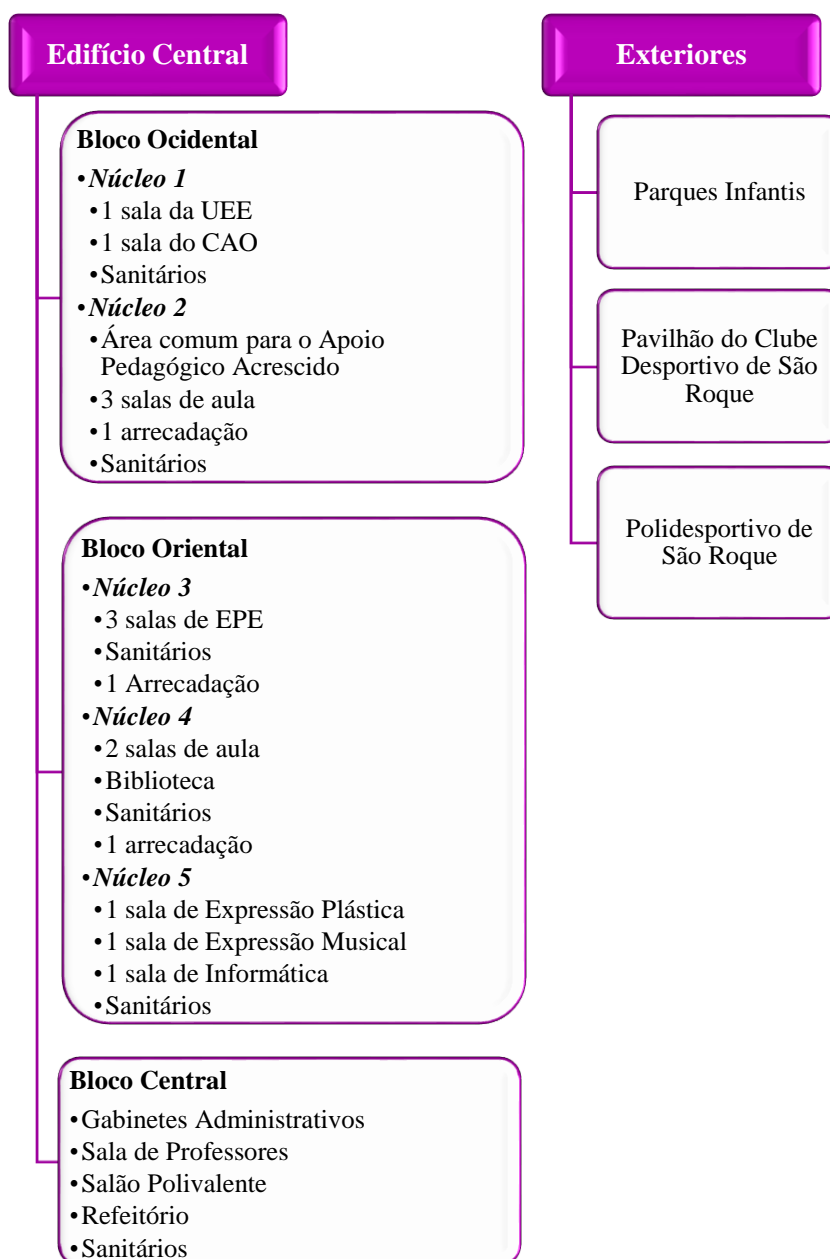 Edifício Central
Bloco Ocidental
•Núcleo 1
•1 sala da UEE
•1 sala do CAO
•Sanitários
•Núcleo 2
•Área comum para o Apoio
Pedagógico Acrescido
•3 salas de aula
•1 arrecadação
•Sanitários
Bloco Oriental
•Núcleo 3
•3 salas de EPE
•Sanitários
•1 Arrecadação
•Núcleo 4
•2 salas de aula
•Biblioteca
•Sanitários
•1 arrecadação
•Núcleo 5
•1 sala de Expressão Plástica
•1 sala de Expressão Musical
•1 sala de Informática
•Sanitários
Bloco Central
•Gabinetes Administrativos
•Sala de Professores
•Salão Polivalente
•Refeitório
•Sanitários
Exteriores
Parques Infantis
Pavilhão do Clube
Desportivo de São
Roque
Polidesportivo de
São Roque